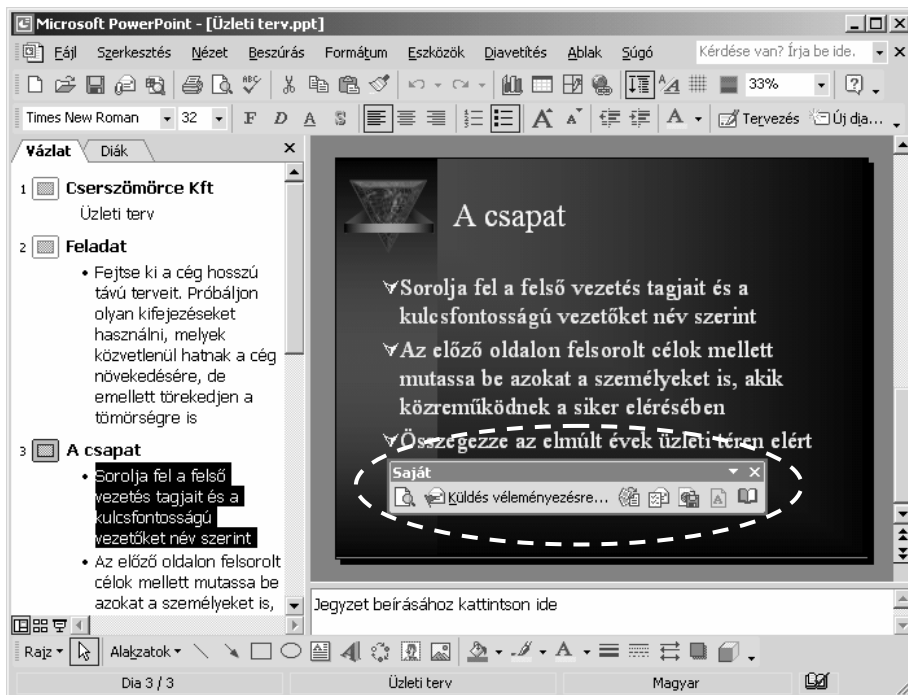 Microsoft PowerPoint - [Üzleti terv.ppt]
Fájl Szerkesztés Nézet Beszúrás Formátum Eszközök Diavetítés Ablak Súgó Kérdése van? Írja be ide.
33%
Times New Roman 32 F D A S A A A Tervezés Új dia...
Vázlat Diák
1 Cserszömörce Kft
Üzleti terv
2 Feladat
• Fejtse ki a cég hosszú
távú terveit. Próbáljon
olyan kifejezéseket
használni, melyek
közvetlenül hatnak a cég
növekedésére, de
emellett törekedjen a
tömörségre is
3 A csapat
• Sorolja fel a felső
vezetés tagjait és a
kulcsfontosságú
vezetőket név szerint
• Az előző oldalon felsorolt
célok mellett mutassa be
azokat a személyeket is,
A csapat
Sorolja fel a felső vezetés tagjait és a
kulcsfontosságú vezetőket név szerint
Az előző oldalon felsorolt célok mellett
mutassa be azokat a személyeket is, akik
közreműködnek a siker elérésében
Összegezze az elmúlt évek üzleti téren elért
Saját
Küldés véleményezésre...
Jegyzet beírásához kattintson ide
Rajz Alakzatok
Dia 3 / 3 Üzleti terv Magyar